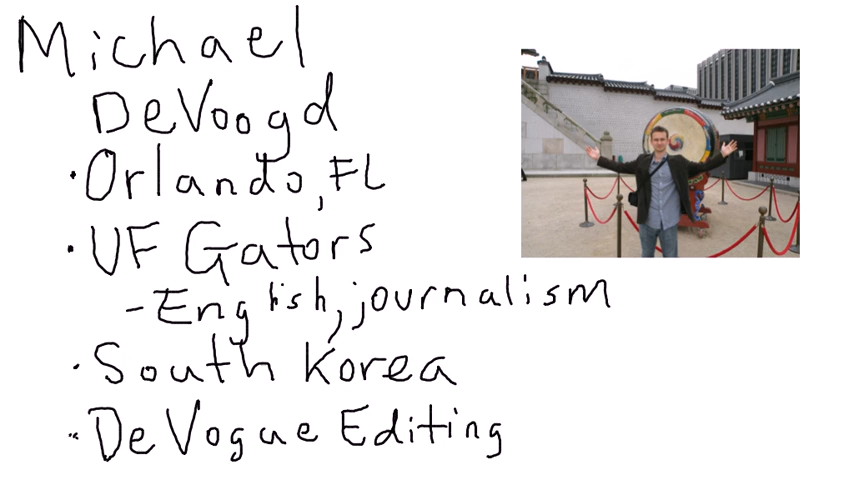 Michael
DeVoogd
• Orlando, FL
• UF Gators
- English, journalism
• South Korea
• DeVogue Editing